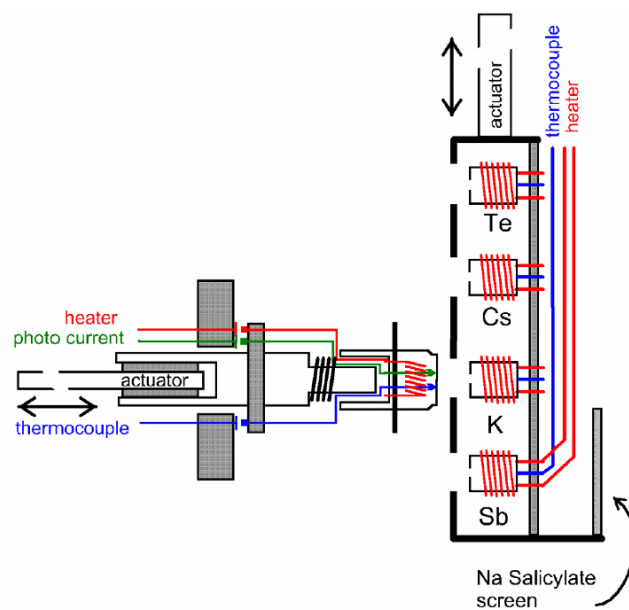 actuator
thermocouple
heater
Te
Cs
K
Sb
heater
photo current
actuator
thermocouple
Na Salicylate
screen